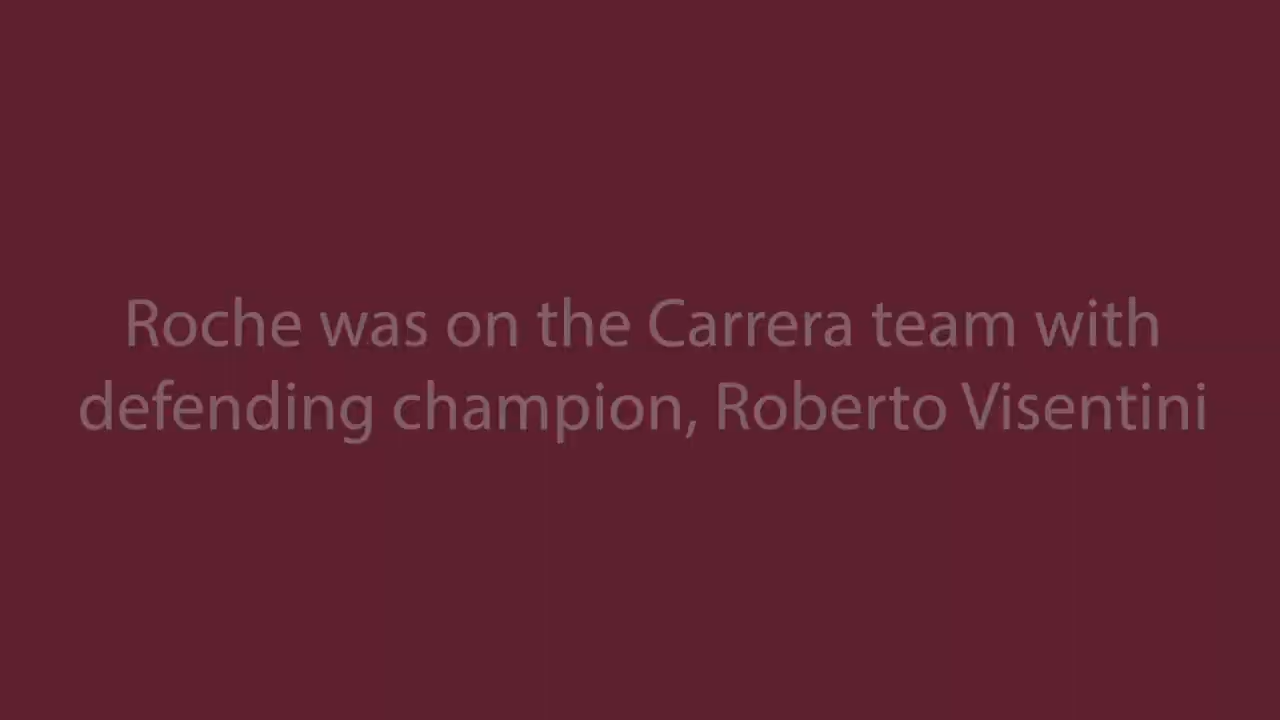 Roche was on the Carrera team with
defending champion, Roberto Visentini